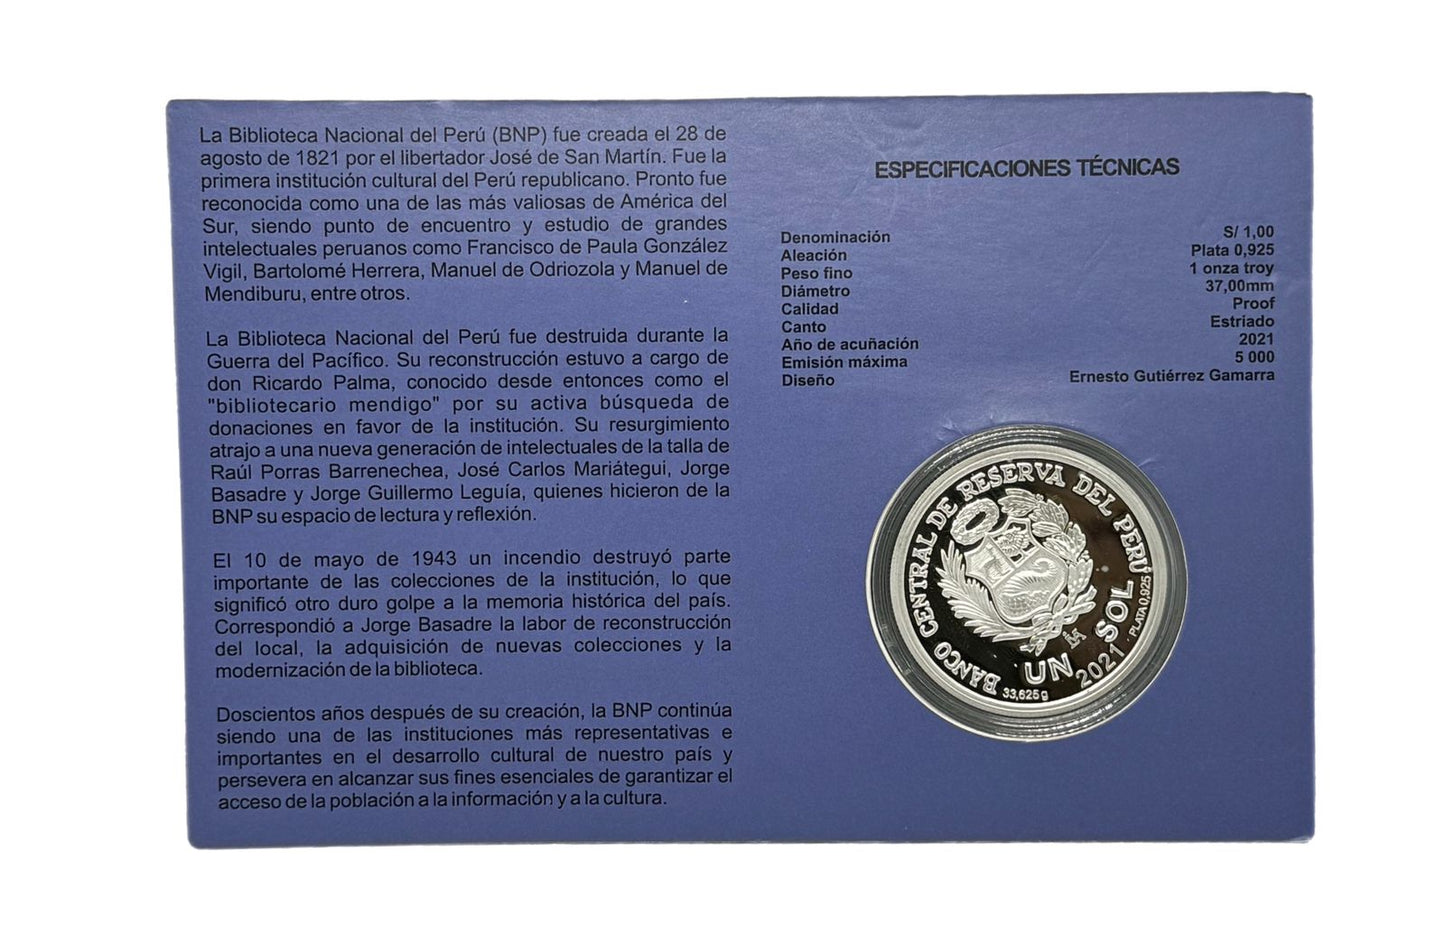 La Biblioteca Nacional del Perú (BNP) fue creada el 28 de
agosto de 1821 por el libertador José de San Martín. Fue la
primera institución cultural del Perú republicano. Pronto fue
reconocida como una de las más valiosas de América del
Sur, siendo punto de encuentro y estudio de grandes
intelectuales peruanos como Francisco de Paula González
Vigil, Bartolomé Herrera, Manuel de Odriozola y Manuel de
Mendiburu, entre otros.
La Biblioteca Nacional del Perú fue destruida durante la
Guerra del Pacífico. Su reconstrucción estuvo a cargo de
don Ricardo Palma, conocido desde entonces como el
"bibliotecario mendigo" por su activa búsqueda de
donaciones en favor de la institución. Su resurgimiento
atrajo a una nueva generación de intelectuales de la talla de
Raúl Porras Barrenechea, José Carlos Mariátegui, Jorge
Basadre y Jorge Guillermo Leguía, quienes hicieron de la
BNP su espacio de lectura y reflexión.
El 10 de mayo de 1943 un incendio destruyó parte
importante de las colecciones de la institución, lo que
significó otro duro golpe a la memoria histórica del país.
Correspondió a Jorge Basadre la labor de reconstrucción
del local, la adquisición de nuevas colecciones y la
modernización de la biblioteca.
Doscientos años después de su creación, la BNP continúa
siendo una de las instituciones más representativas e
importantes en el desarrollo cultural de nuestro país y
persevera en alcanzar sus fines esenciales de garantizar el
acceso de la población a la información y a la cultura.
ESPECIFICACIONES TÉCNICAS
Denominación S/ 1,00
Aleación Plata 0,925
Peso fino 1 onza troy
Diámetro 37,00mm
Calidad Proof
Canto Estriado
Año de acuñación 2021
Emisión máxima 5 000
Diseño Ernesto Gutiérrez Gamarra
BANCO CENTRAL DE RESERVA DEL PERÚ
UN SOL
2021
PLATA 0,925
33,625 g